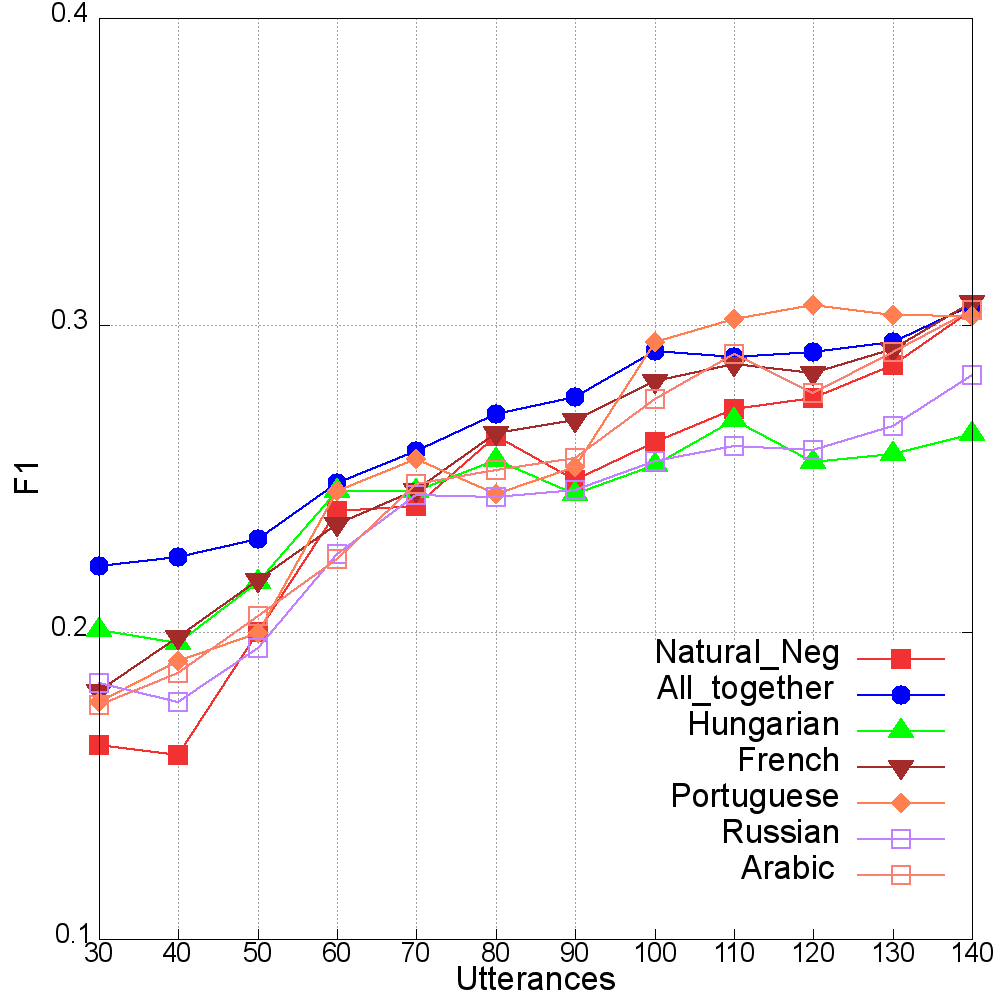 0.4
0.3
0.2
0.1
F1
Natural_Neg
All_together
Hungarian
French
Portuguese
Russian
Arabic
30 40 50 60 70 80 90 100 110 120 130 140
Utterances